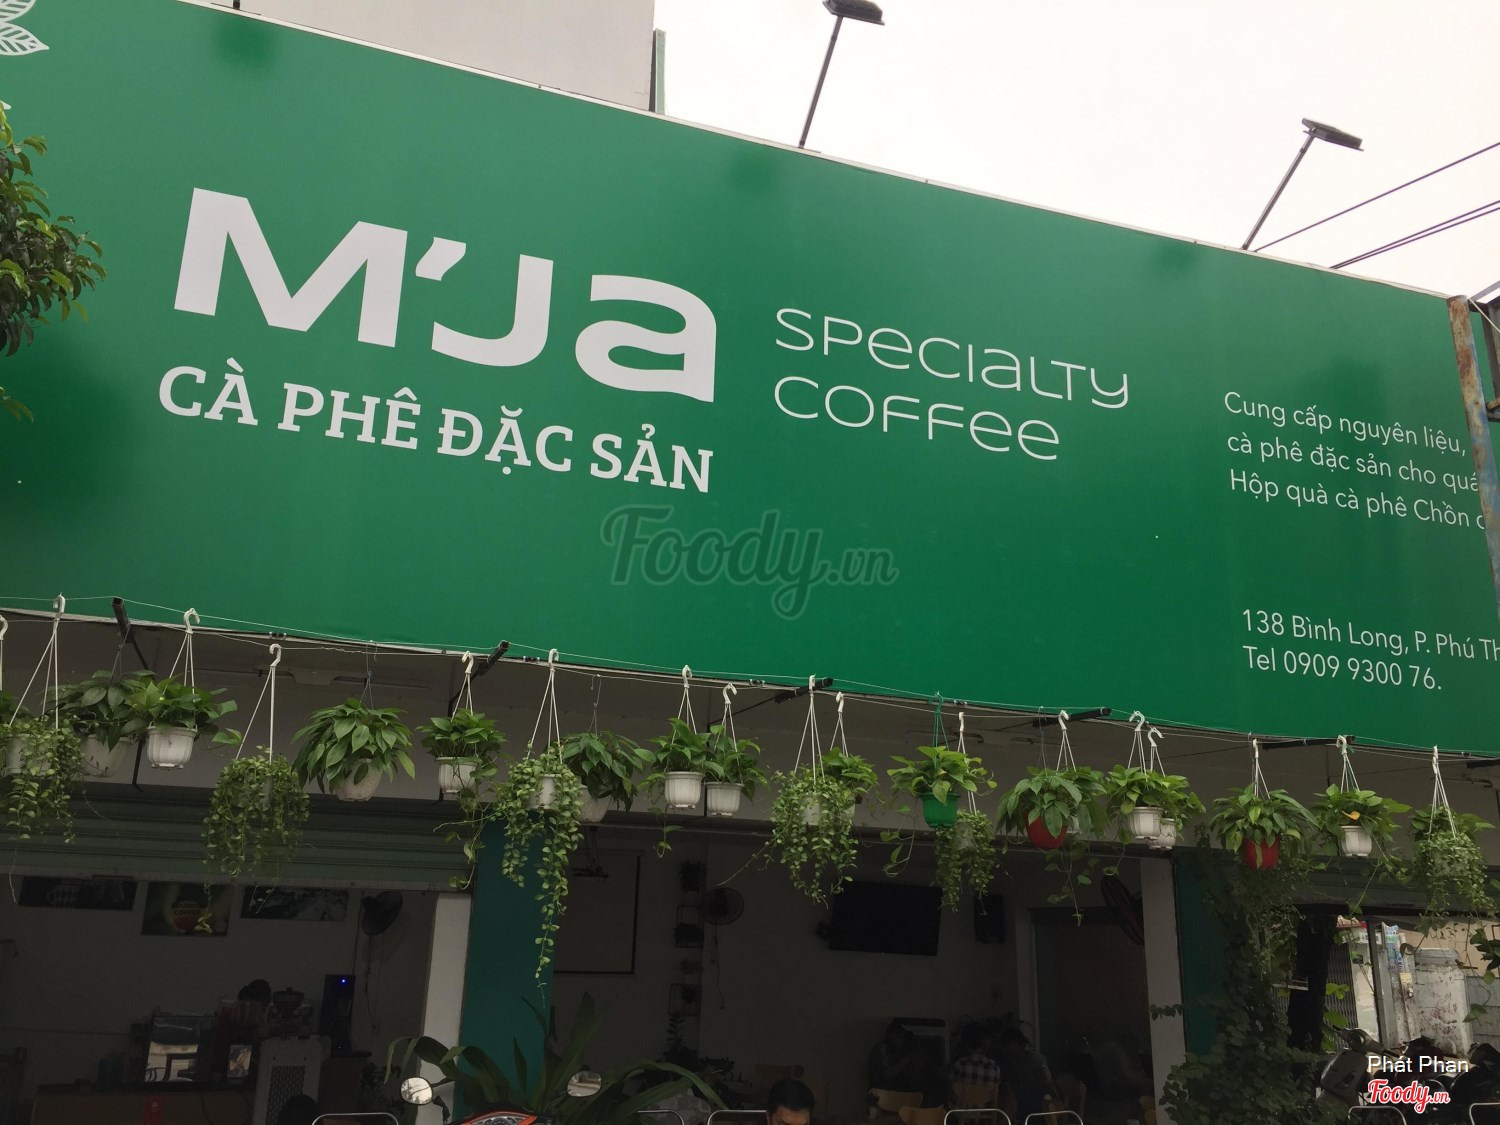 M'Ja
CÀ PHÊ ĐẶC SẢN
SPECIALTY
COFFEE
Cung cấp nguyên liệu,
cà phê đặc sản cho
Hộp quà cà phê Chồn
138 Bình Long, P. Phú
Tel 0909 9300 76.
Foody.vn
Phát Phan
Foody.vn